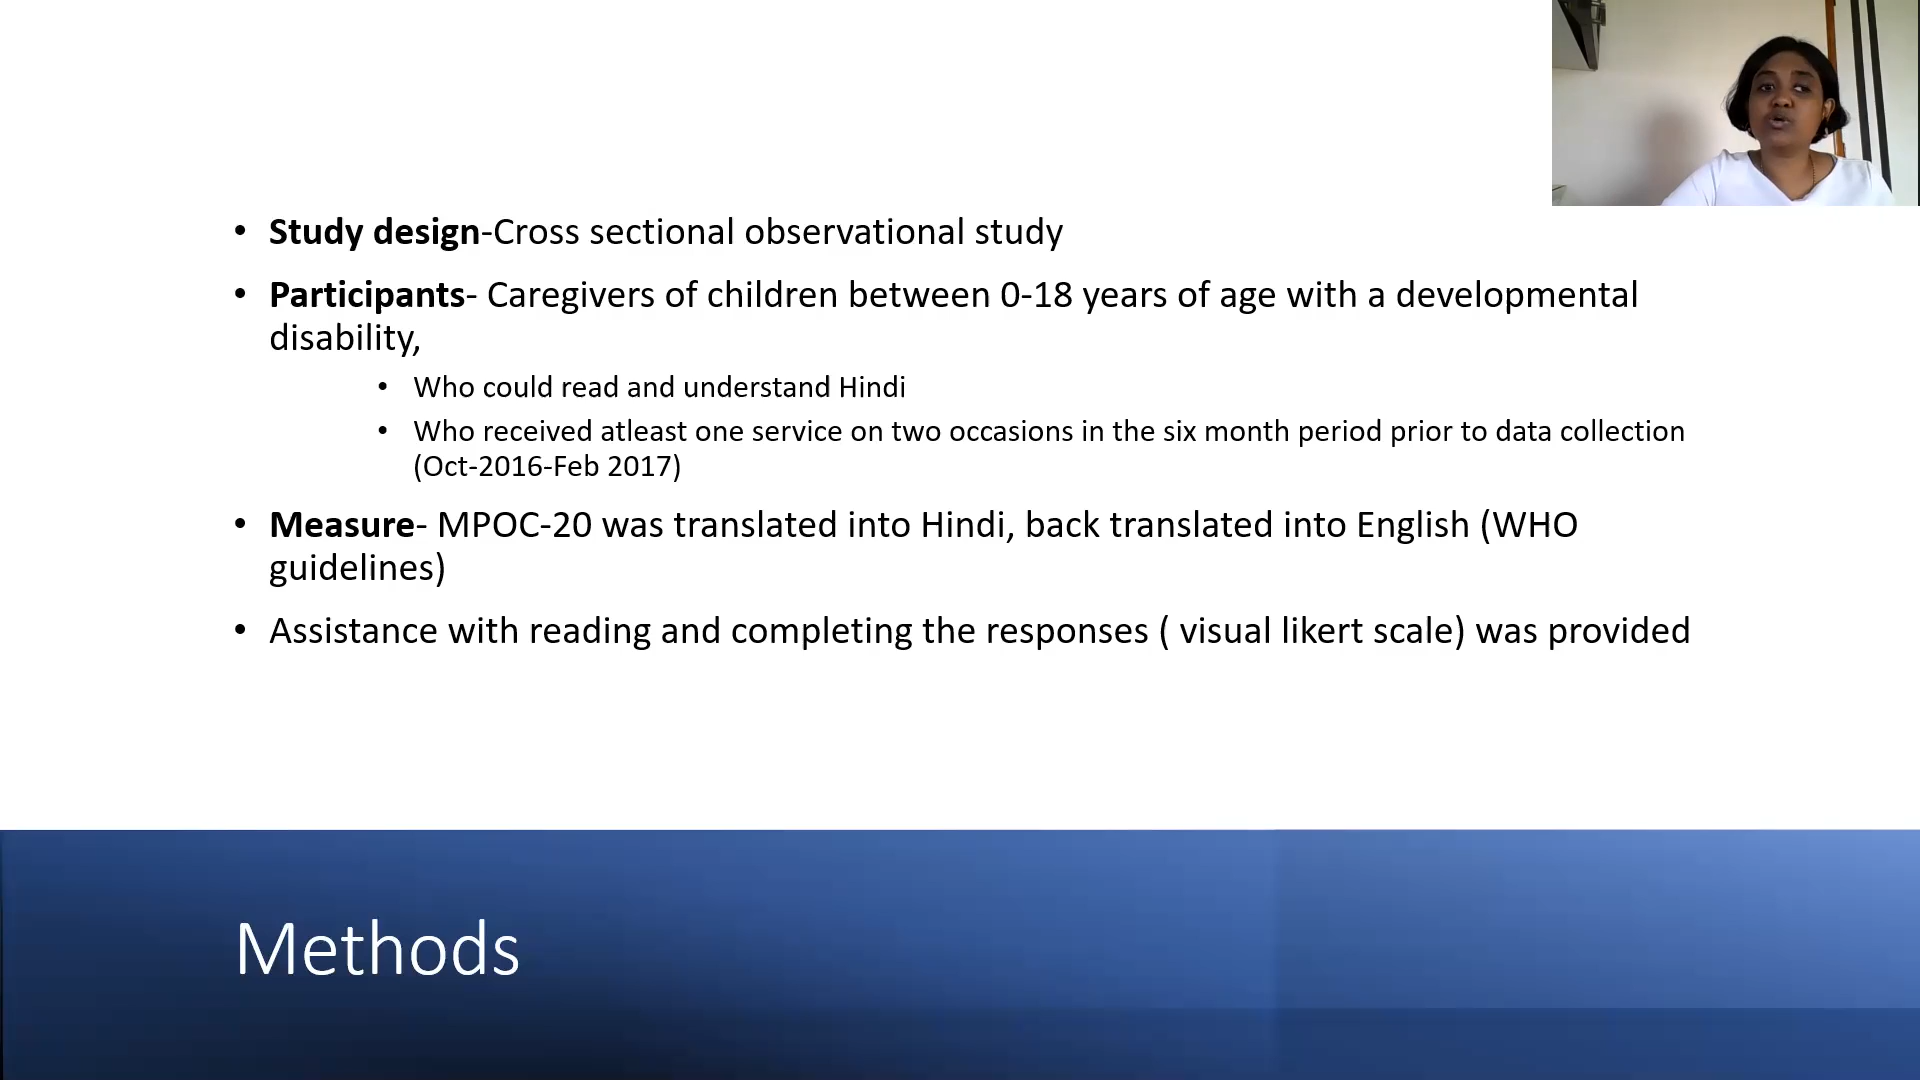 • Study design-Cross sectional observational study
• Participants- Caregivers of children between 0-18 years of age with a developmental
disability,
• Who could read and understand Hindi
• Who received atleast one service on two occasions in the six month period prior to data collection
(Oct-2016-Feb 2017)
• Measure- MPOC-20 was translated into Hindi, back translated into English (WHO
guidelines)
• Assistance with reading and completing the responses ( visual likert scale) was provided
Methods